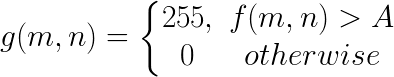 g(m, n) = { 255, f(m, n) > A
0 otherwise